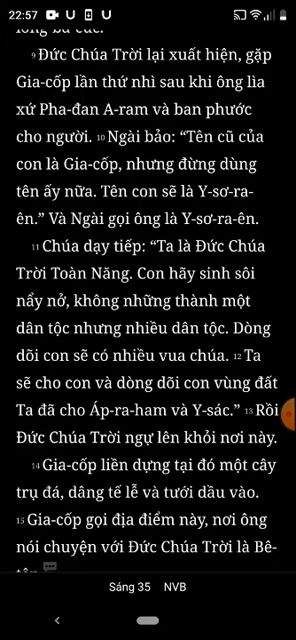 22:57
lòng bỏ cuộc.
9 Đức Chúa Trời lại xuất hiện, gặp
Gia-cốp lần thứ nhì sau khi ông lìa
xứ Pha-đan A-ram và ban phước
cho người. 10 Ngài bảo: “Tên cũ của
con là Gia-cốp, nhưng đừng dùng
tên ấy nữa. Tên con sẽ là Y-sơ-ra-
ên.” Và Ngài gọi ông là Y-sơ-ra-ên.
11 Chúa dạy tiếp: “Ta là Đức Chúa
Trời Toàn Năng. Con hãy sinh sôi
nẩy nở, không những thành một
dân tộc nhưng nhiều dân tộc. Dòng
dõi con sẽ có nhiều vua chúa. 12 Ta
sẽ cho con và dòng dõi con vùng đất
Ta đã cho Áp-ra-ham và Y-sác.” 13 Rồi
Đức Chúa Trời ngự lên khỏi nơi này.
14 Gia-cốp liền dựng tại đó một cây
trụ đá, dâng tế lễ và tưới dầu vào.
15 Gia-cốp gọi địa điểm này, nơi ông
nói chuyện với Đức Chúa Trời là Bê-
Sáng 35 NVB